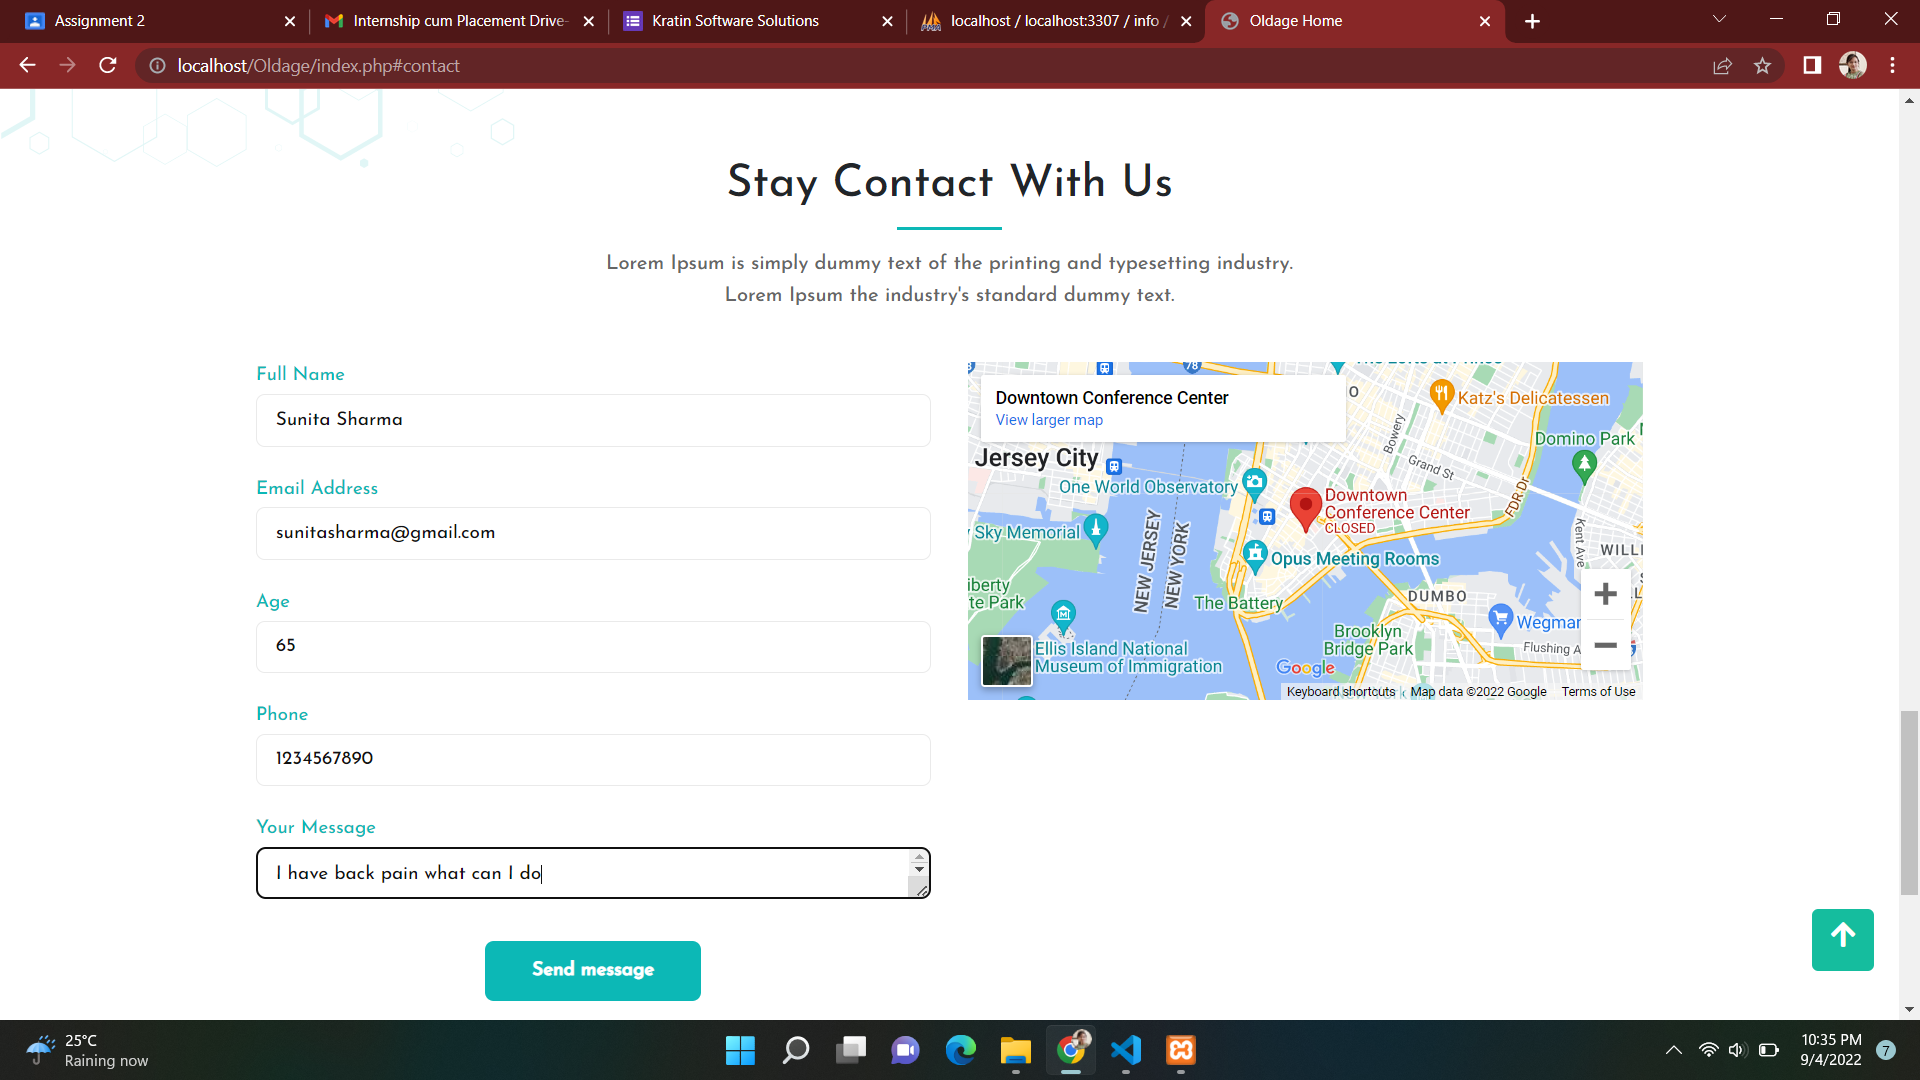 Assignment 2
Internship cum Placement Drive-
Kratin Software Solutions
localhost / localhost:3307 / info /
Oldage Home
localhost/Oldage/index.php#contact
Stay Contact With Us
Lorem Ipsum is simply dummy text of the printing and typesetting industry.
Lorem Ipsum the industry's standard dummy text.
Full Name
Sunita Sharma
Email Address
sunitasharma@gmail.com
Age
65
Phone
1234567890
Your Message
I have back pain what can I do
Send message
78
Downtown Conference Center
View larger map
O
Katz's Delicatessen
Bowery
Domino Park
Jersey City
Grand St
One World Observatory
FDR Dr
Downtown
Conference Center
CLOSED
Sky Memorial
NEW JERSEY
NEW YORK
Kent Ave
WILLI
Opus Meeting Rooms
iberty
te Park
The Battery
DUMBO
Wegman
Brooklyn
Bridge Park
Flushing A
Ellis Island National
Museum of Immigration
Google
Keyboard shortcuts
Map data ©2022 Google
Terms of Use
25°C
Raining now
10:35 PM
9/4/2022
7